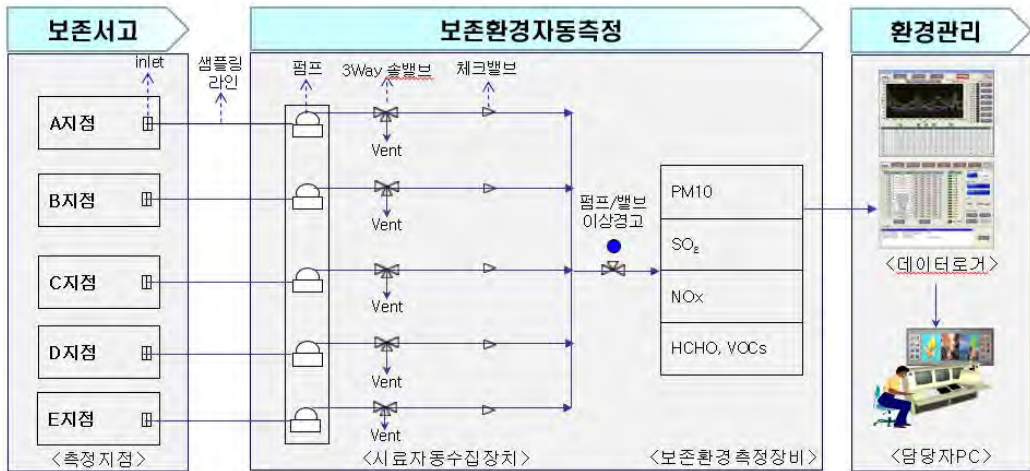 보존서고
보존환경자동측정
환경관리
inlet
샘플링
라인
펌프
3Way 솔밸브
체크밸브
A지점
Vent
B지점
Vent
C지점
Vent
D지점
Vent
E지점
Vent
펌프/밸브
이상경고
PM10
SO₂
NOx
HCHO, VOCs
<데이터로거>
<측정지점>
<시료자동수집장치>
<보존환경측정장비>
<담당자PC>